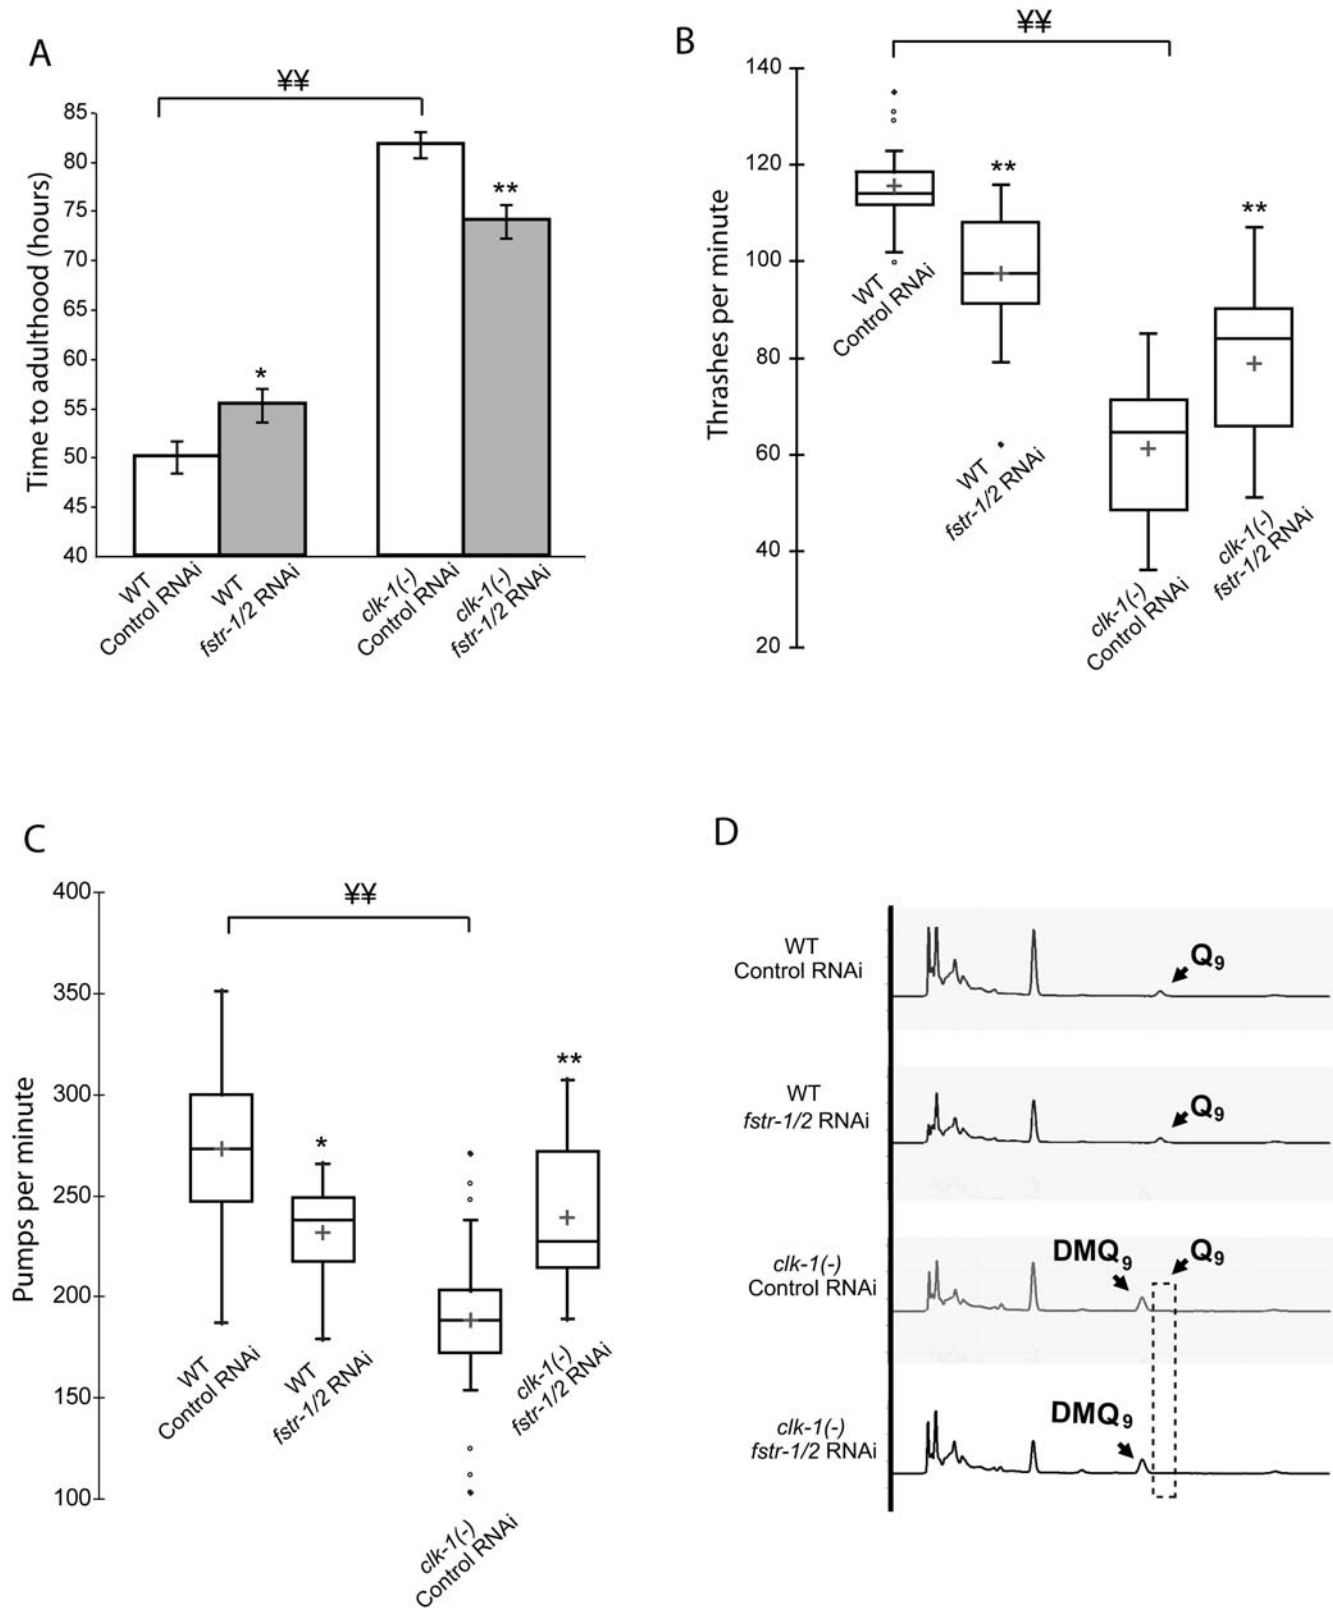 A
¥¥
Time to adulthood (hours)
85
80
75
70
65
60
55
50
45
40
*
**
WT
Control RNAi
WT
fstr-1/2 RNAi
clk-1(-)
Control RNAi
clk-1(-)
fstr-1/2 RNAi
B
¥¥
Thrashes per minute
140
120
100
80
60
40
20
**
**
WT
Control RNAi
WT
fstr-1/2 RNAi
clk-1(-)
Control RNAi
clk-1(-)
fstr-1/2 RNAi
C
¥¥
Pumps per minute
400
350
300
250
200
150
100
*
**
WT
Control RNAi
WT
fstr-1/2 RNAi
clk-1(-)
Control RNAi
clk-1(-)
fstr-1/2 RNAi
D
WT
Control RNAi
Q9
WT
fstr-1/2 RNAi
Q9
clk-1(-)
Control RNAi
DMQ9
Q9
clk-1(-)
fstr-1/2 RNAi
DMQ9